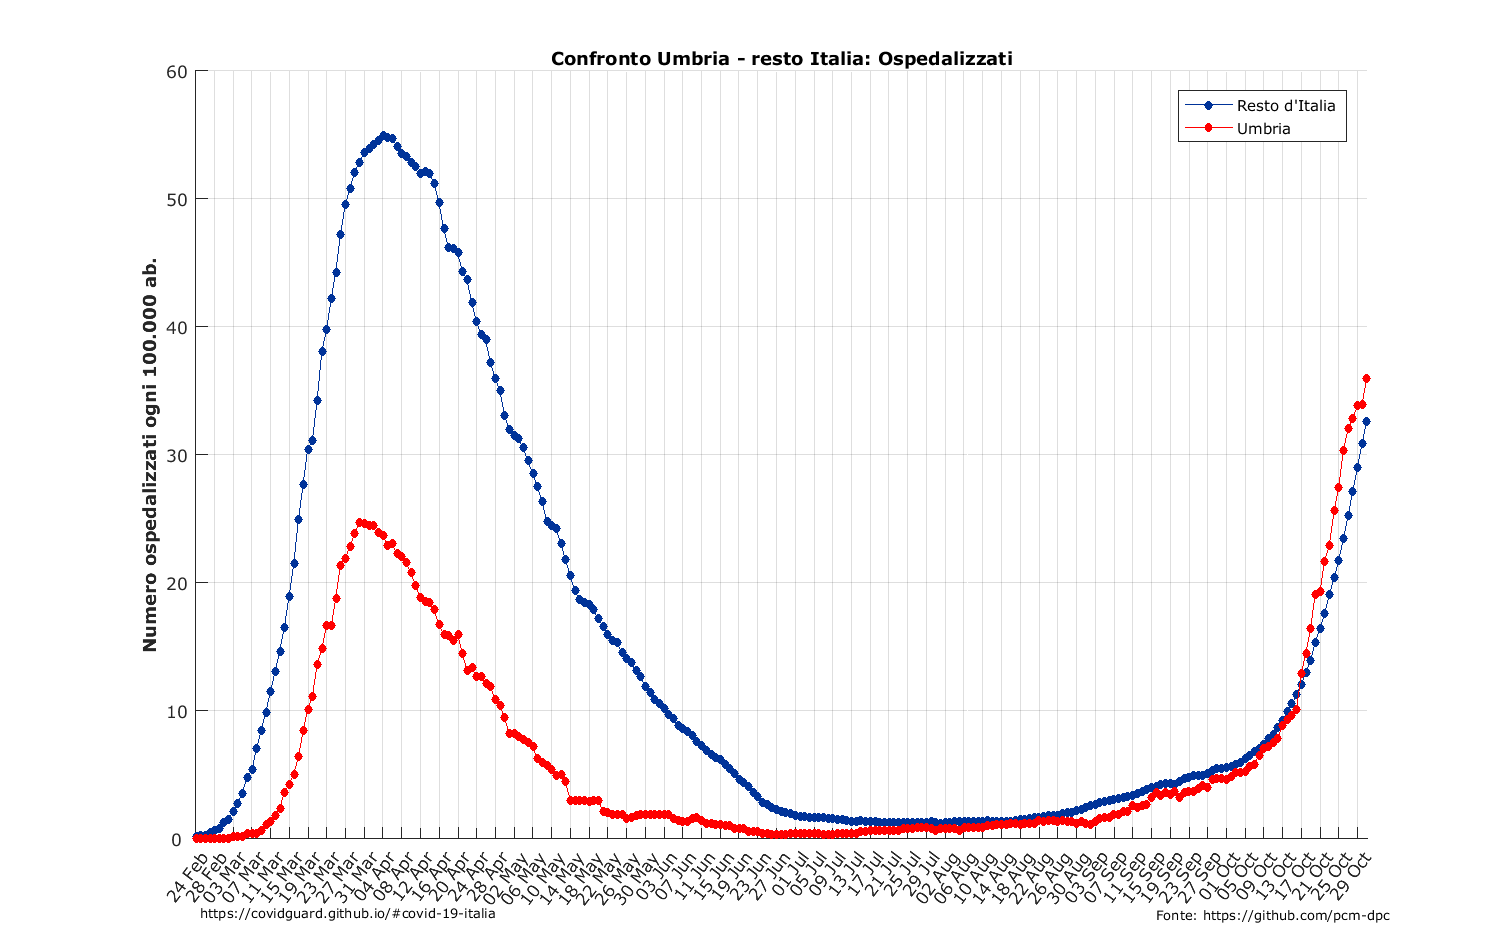 Confronto Umbria - resto Italia: Ospedalizzati
Resto d'Italia
Umbria
Numero ospedalizzati ogni 100.000 ab.
60
50
40
30
20
10
0
24 Feb
28 Feb
03 Mar
07 Mar
11 Mar
15 Mar
19 Mar
23 Mar
27 Mar
31 Mar
04 Apr
08 Apr
12 Apr
16 Apr
20 Apr
24 Apr
28 Apr
02 May
06 May
10 May
14 May
18 May
22 May
26 May
30 May
03 Jun
07 Jun
11 Jun
15 Jun
19 Jun
23 Jun
27 Jun
01 Jul
05 Jul
09 Jul
13 Jul
17 Jul
21 Jul
25 Jul
29 Jul
02 Aug
06 Aug
10 Aug
14 Aug
18 Aug
22 Aug
26 Aug
30 Aug
03 Sep
07 Sep
11 Sep
15 Sep
19 Sep
23 Sep
27 Sep
01 Oct
05 Oct
09 Oct
13 Oct
17 Oct
21 Oct
25 Oct
29 Oct
https://covidguard.github.io/#covid-19-italia
Fonte: https://github.com/pcm-dpc